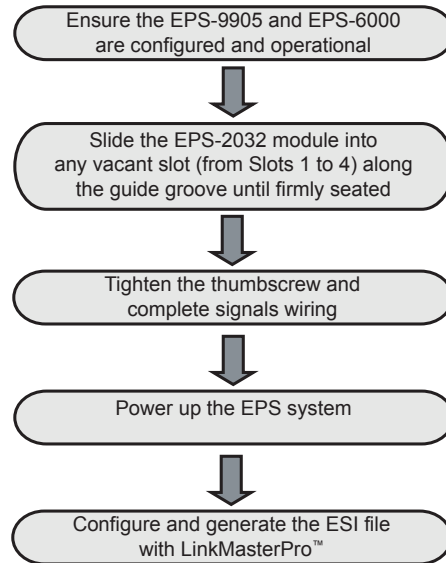 Ensure the EPS-9905 and EPS-6000
are configured and operational
Slide the EPS-2032 module into
any vacant slot (from Slots 1 to 4) along
the guide groove until firmly seated
Tighten the thumbscrew and
complete signals wiring
Power up the EPS system
Configure and generate the ESI file
with LinkMasterPro™